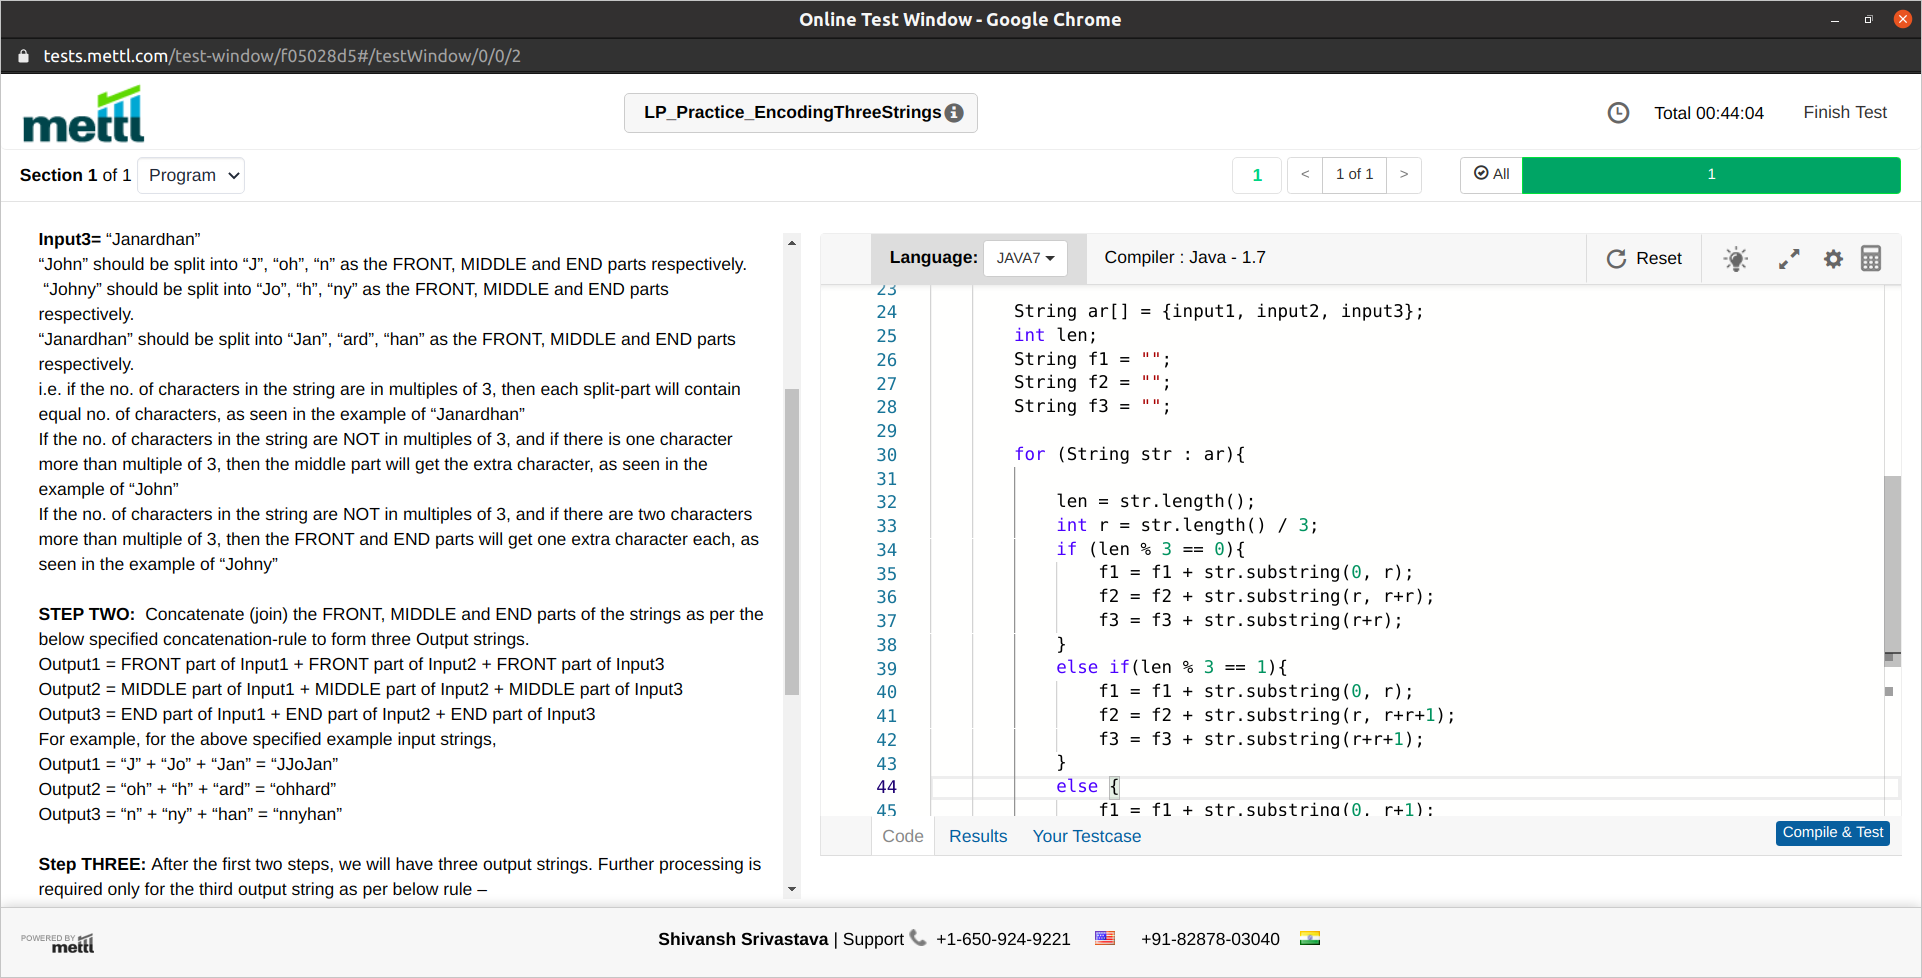 Online Test Window - Google Chrome
tests.mettl.com/test-window/f05028d5#/testWindow/0/0/2
mettl
LP_Practice_EncodingThreeStrings
Total 00:44:04
Finish Test
Section 1 of 1 Program
1 < 1 of 1 > All 1
Input3= “Janardhan”
“John” should be split into “J”, “oh”, “n” as the FRONT, MIDDLE and END parts respectively.
“Johny” should be split into “Jo”, “h”, “ny” as the FRONT, MIDDLE and END parts
respectively.
“Janardhan” should be split into “Jan”, “ard”, “han” as the FRONT, MIDDLE and END parts
respectively.
i.e. if the no. of characters in the string are in multiples of 3, then each split-part will contain
equal no. of characters, as seen in the example of “Janardhan”
If the no. of characters in the string are NOT in multiples of 3, and if there is one character
more than multiple of 3, then the middle part will get the extra character, as seen in the
example of “John”
If the no. of characters in the string are NOT in multiples of 3, and if there are two characters
more than multiple of 3, then the FRONT and END parts will get one extra character each, as
seen in the example of “Johny”
STEP TWO: Concatenate (join) the FRONT, MIDDLE and END parts of the strings as per the
below specified concatenation-rule to form three Output strings.
Output1 = FRONT part of Input1 + FRONT part of Input2 + FRONT part of Input3
Output2 = MIDDLE part of Input1 + MIDDLE part of Input2 + MIDDLE part of Input3
Output3 = END part of Input1 + END part of Input2 + END part of Input3
For example, for the above specified example input strings,
Output1 = “J” + “Jo” + “Jan” = “JJoJan”
Output2 = “oh” + “h” + “ard” = “ohhard”
Output3 = “n” + “ny” + “han” = “nnyhan”
Step THREE: After the first two steps, we will have three output strings. Further processing is
required only for the third output string as per below rule –
Language: JAVA7 Compiler : Java - 1.7 Reset
23
24 String ar[] = {input1, input2, input3};
25 int len;
26 String f1 = "";
27 String f2 = "";
28 String f3 = "";
29
30 for (String str : ar){
31
32 len = str.length();
33 int r = str.length() / 3;
34 if (len % 3 == 0){
35 f1 = f1 + str.substring(0, r);
36 f2 = f2 + str.substring(r, r+r);
37 f3 = f3 + str.substring(r+r);
38 }
39 else if(len % 3 == 1){
40 f1 = f1 + str.substring(0, r);
41 f2 = f2 + str.substring(r, r+r+1);
42 f3 = f3 + str.substring(r+r+1);
43 }
44 else {
45 f1 = f1 + str.substring(0, r+1);
Code Results Your Testcase Compile & Test
POWERED BY mettl
Shivansh Srivastava | Support +1-650-924-9221 +91-82878-03040